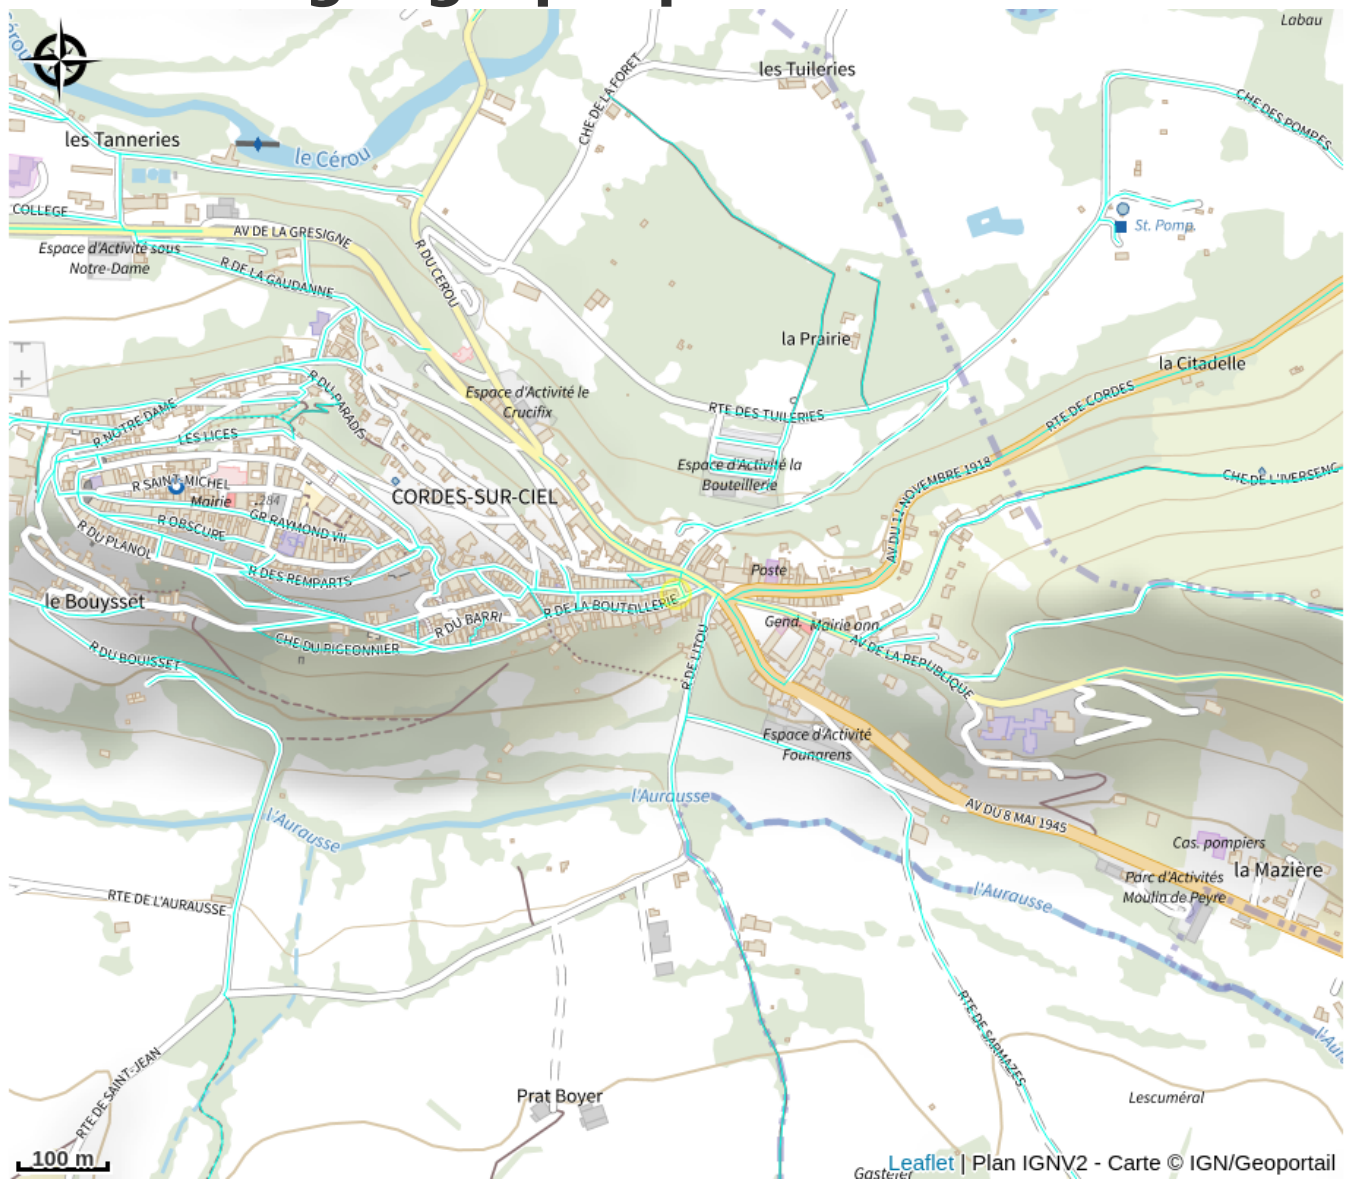 Labau
les Tuileries
CHE DE LA FORET
CHE DES POMPES
les Tanneries
le Cérou
COLLEGE
St. Pomp.
AV DE LA GRESIGNE
Espace d'Activité sous
Notre-Dame
R DU CEROU
R DE LA GAUDANNE
la Prairie
la Citadelle
R DU PARADIS
Espace d'Activité le
Crucifix
RTE DE CORDES
RTE DES TUILERIES
R NOTRE-DAME
LES LICES
Espace d'Activité la
Bouteillerie
AV DU 11 NOVEMBRE 1918
CHE DE L'IVERSENC
R SAINT-MICHEL
Mairie
284
CORDES-SUR-CIEL
R OBSCURE
GR RAYMOND VII
R DU PLANOL
R DES REMPARTS
Poste
le Bouysset
R DE LA BOUTEILLERIE
R DU BARRI
Gend.
Mairie ann.
AV DE LA REPUBLIQUE
CHE DU PIGEONNIER
R DU BOUISSET
R DE LITOU
Espace d'Activité
Fourarens
l'Aurausse
l'Aurausse
AV DU 8 MAI 1945
Cas. pompiers
la Mazière
Parc d'Activités
Moulin de Peyre
l'Aurausse
RTE DE L'AURAUSSE
RTE DE SARMAZES
RTE DE SAINT-JEAN
Prat Boyer
Lescuméral
100 m
Leaflet | Plan IGNV2 - Carte © IGN/Geoportail